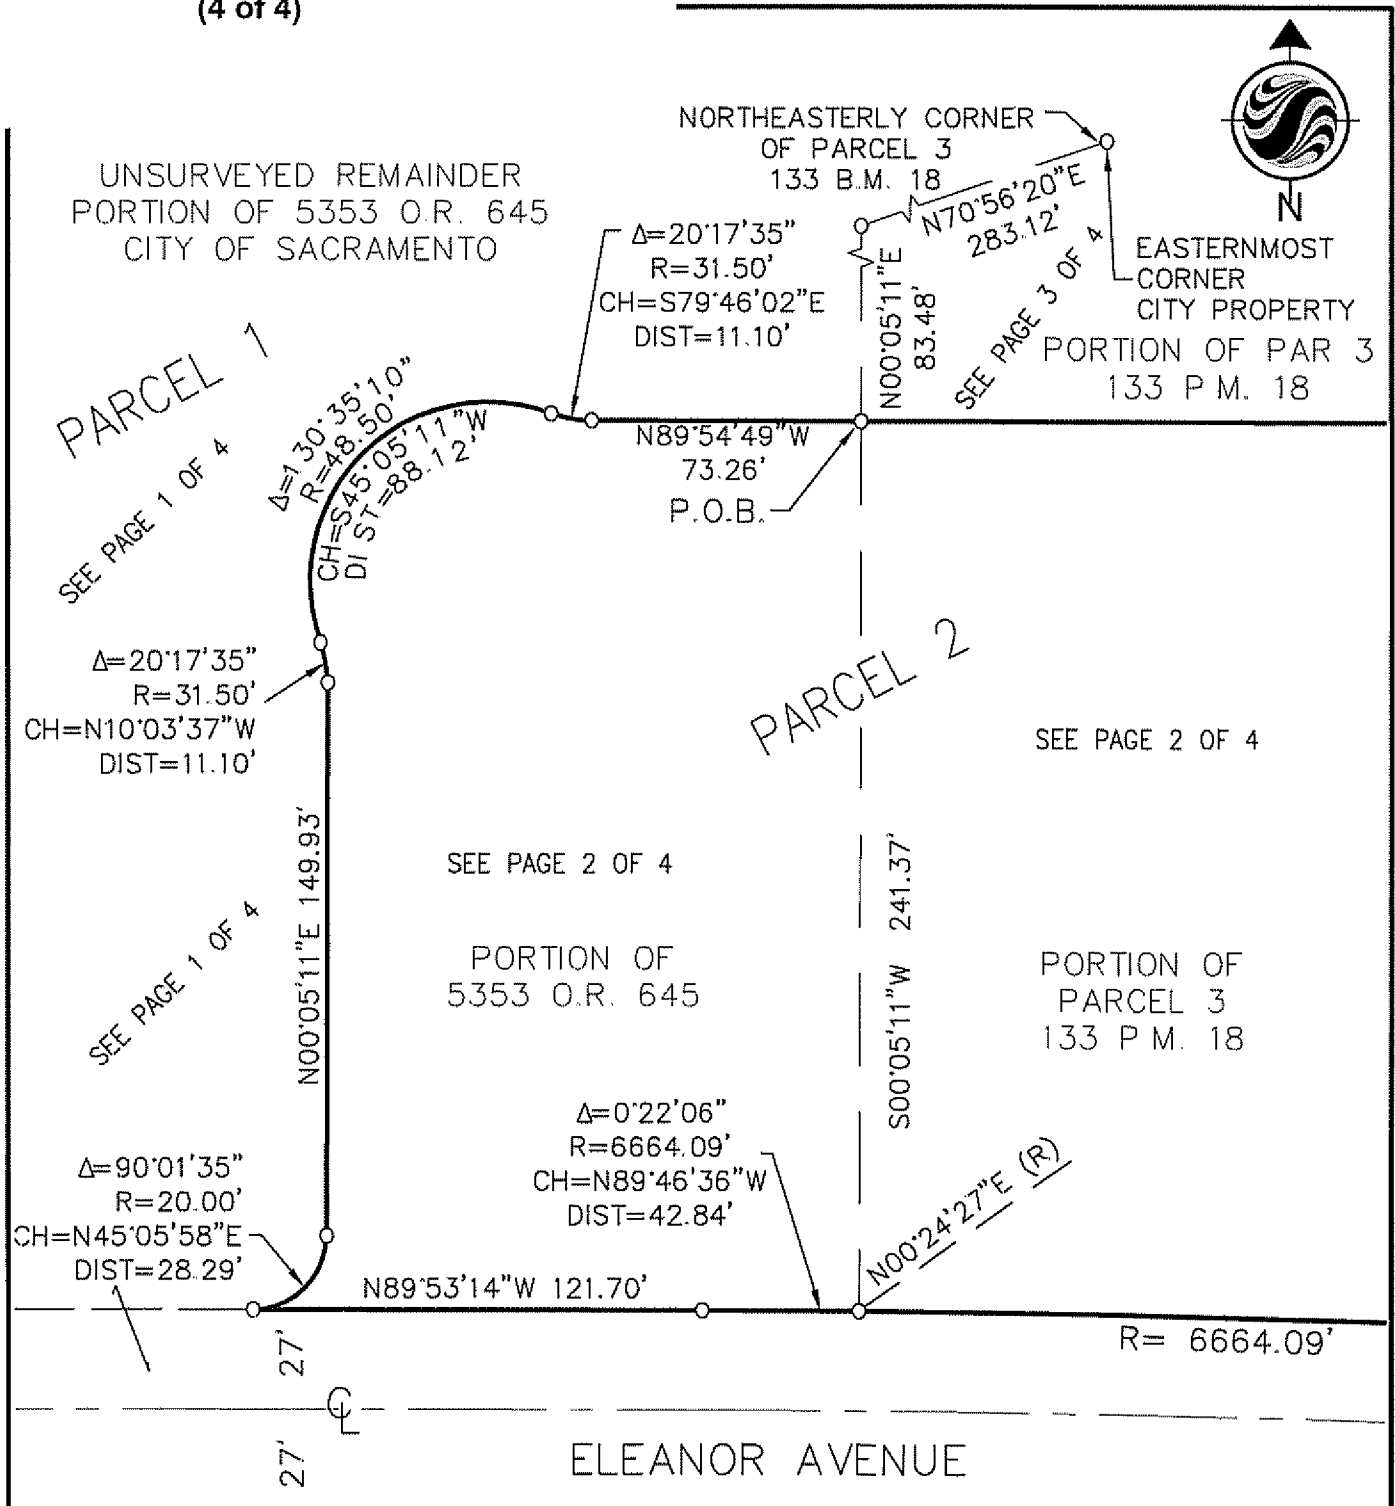 (4 of 4)
NORTHEASTERLY CORNER
OF PARCEL 3
133 B.M. 18
N
UNSURVEYED REMAINDER
PORTION OF 5353 O.R. 645
CITY OF SACRAMENTO
N70°56'20"E
283.12'
EASTERNMOST
CORNER
CITY PROPERTY
Δ=20°17'35"
R=31.50'
CH=S79°46'02"E
DIST=11.10'
N00°05'11"E
83.48'
SEE PAGE 3 OF 4
PORTION OF PAR 3
133 P M. 18
PARCEL 1
SEE PAGE 1 OF 4
Δ=130°35'10"
R=48.50'
CH=S45°05'11"W
DIST=88.12'
N89°54'49"W
73.26'
P.O.B.
Δ=20°17'35"
R=31.50'
CH=N10°03'37"W
DIST=11.10'
PARCEL 2
SEE PAGE 2 OF 4
N00°05'11"E 149.93'
SEE PAGE 2 OF 4
S00°05'11"W 241.37'
SEE PAGE 1 OF 4
PORTION OF
5353 O.R. 645
PORTION OF
PARCEL 3
133 P M. 18
Δ=0°22'06"
R=6664.09'
CH=N89°46'36"W
DIST=42.84'
N00°24'27"E (R)
Δ=90°01'35"
R=20.00'
CH=N45°05'58"E
DIST=28.29'
N89°53'14"W 121.70'
R= 6664.09'
27'
CL
27'
ELEANOR AVENUE